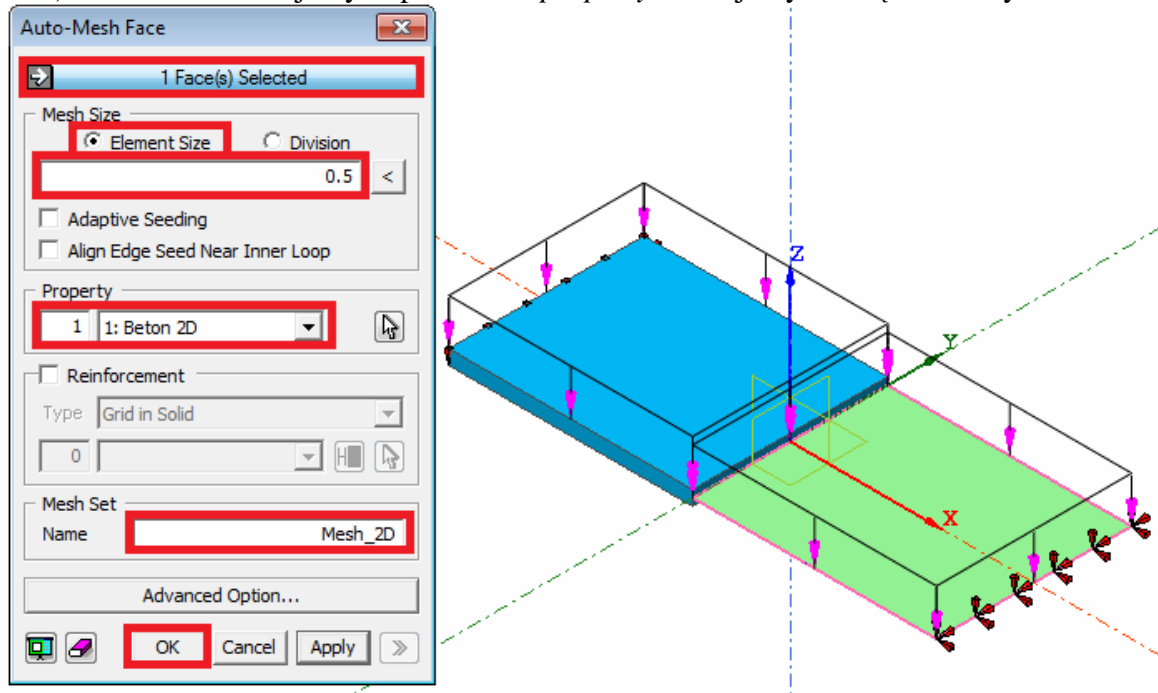 Auto-Mesh Face
1 Face(s) Selected
Mesh Size
Element Size
Division
0.5 <
Adaptive Seeding
Align Edge Seed Near Inner Loop
Property
1 1: Beton 2D
Reinforcement
Type Grid in Solid
0
Mesh Set
Name Mesh_2D
Advanced Option...
OK Cancel Apply >>
Z
Y
X